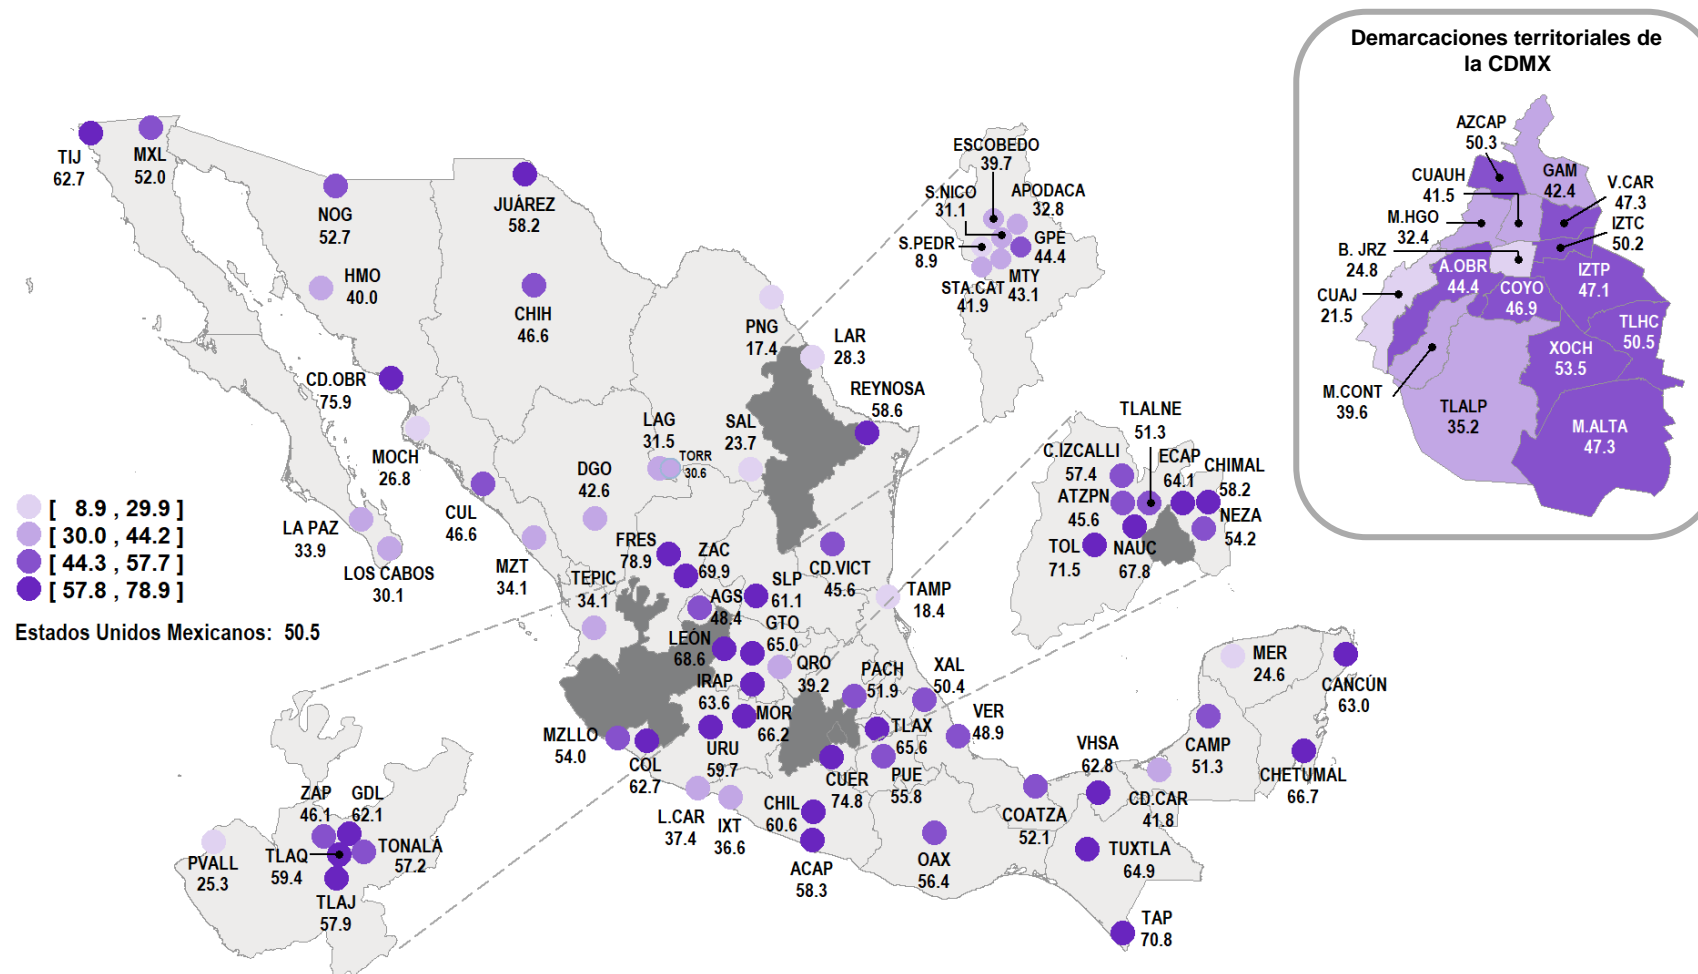 Demarcaciones territoriales de
la CDMX
AZCAP
50.3
CUAUH
41.5
GAM
42.4
V.CAR
47.3
M.HGO
32.4
IZTC
50.2
B. JRZ
24.8
A.OBR
44.4
IZTP
47.1
COYO
46.9
CUAJ
21.5
TLHC
50.5
XOCH
53.5
M.CONT
39.6
TLALP
35.2
M.ALTA
47.3
TIJ
62.7
MXL
52.0
NOG
52.7
JUÁREZ
58.2
HMO
40.0
CHIH
46.6
ESCOBEDO
39.7
S.NICO
31.1
APODACA
32.8
S.PEDR
8.9
GPE
44.4
STA.CAT
41.9
MTY
43.1
PNG
17.4
LAR
28.3
REYNOSA
58.6
CD.OBR
75.9
MOCH
26.8
LAG
31.5
TORR
30.6
SAL
23.7
DGO
42.6
CUL
46.6
LA PAZ
33.9
LOS CABOS
30.1
MZT
34.1
[ 8.9 , 29.9 ]
[ 30.0 , 44.2 ]
[ 44.3 , 57.7 ]
[ 57.8 , 78.9 ]
Estados Unidos Mexicanos: 50.5
TLALNE
51.3
C.IZCALLI
57.4
ECAP
64.1
CHIMAL
58.2
ATZPN
45.6
NEZA
54.2
TOL
71.5
NAUC
67.8
FRES
78.9
ZAC
69.9
TEPIC
34.1
AGS
48.4
SLP
61.1
CD.VICT
45.6
TAMP
18.4
LEÓN
68.6
GTO
65.0
QRO
39.2
IRAP
63.6
PACH
51.9
XAL
50.4
MOR
66.2
MZLLO
54.0
COL
62.7
URU
59.7
TLAX
65.6
VER
48.9
CUER
74.8
PUE
55.8
L.CAR
37.4
IXT
36.6
CHIL
60.6
ACAP
58.3
OAX
56.4
COATZA
52.1
VHSA
62.8
CD.CAR
41.8
TUXTLA
64.9
TAP
70.8
MER
24.6
CANCÚN
63.0
CAMP
51.3
CHETUMAL
66.7
ZAP
46.1
GDL
62.1
PVALL
25.3
TLAQ
59.4
TONALÁ
57.2
TLAJ
57.9